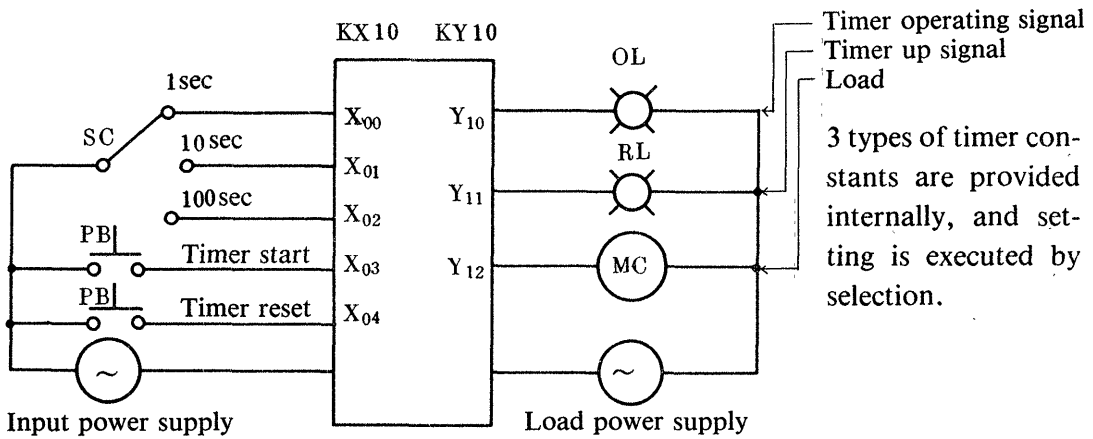 KX10 KY10
1sec
SC
10sec
100sec
PB
Timer start
PB
Timer reset
Input power supply
X00
X01
X02
X03
X04
Y10
Y11
Y12
OL
RL
MC
~
~
Load power supply
Timer operating signal
Timer up signal
Load
3 types of timer con-
stants are provided
internally, and set-
ting is executed by
selection.